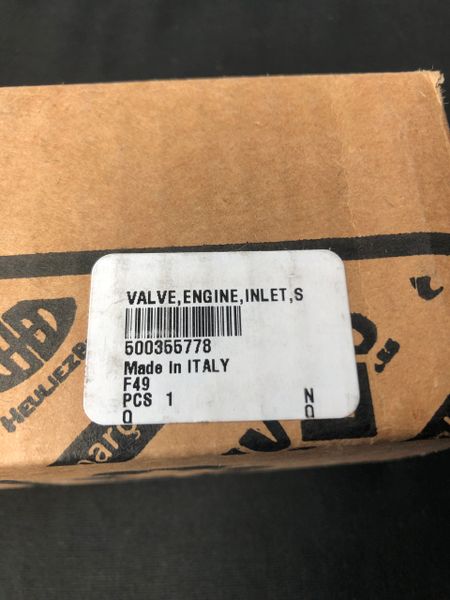 VALVE,ENGINE,INLET,S
500355778
Made in ITALY
F49
PCS 1 N
Q Q
HEULIEZ